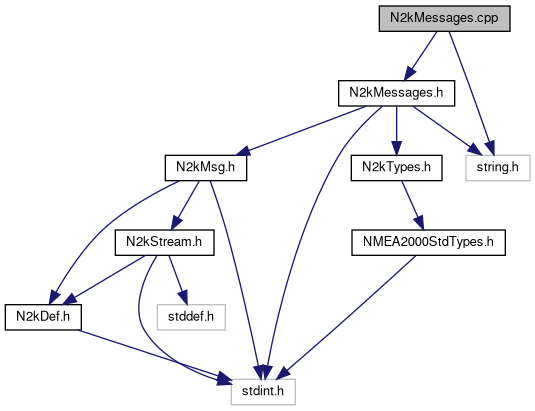 N2kMessages.cpp
N2kMessages.h
N2kMsg.h
N2kTypes.h
string.h
N2kStream.h
NMEA2000StdTypes.h
N2kDef.h
stddef.h
stdint.h